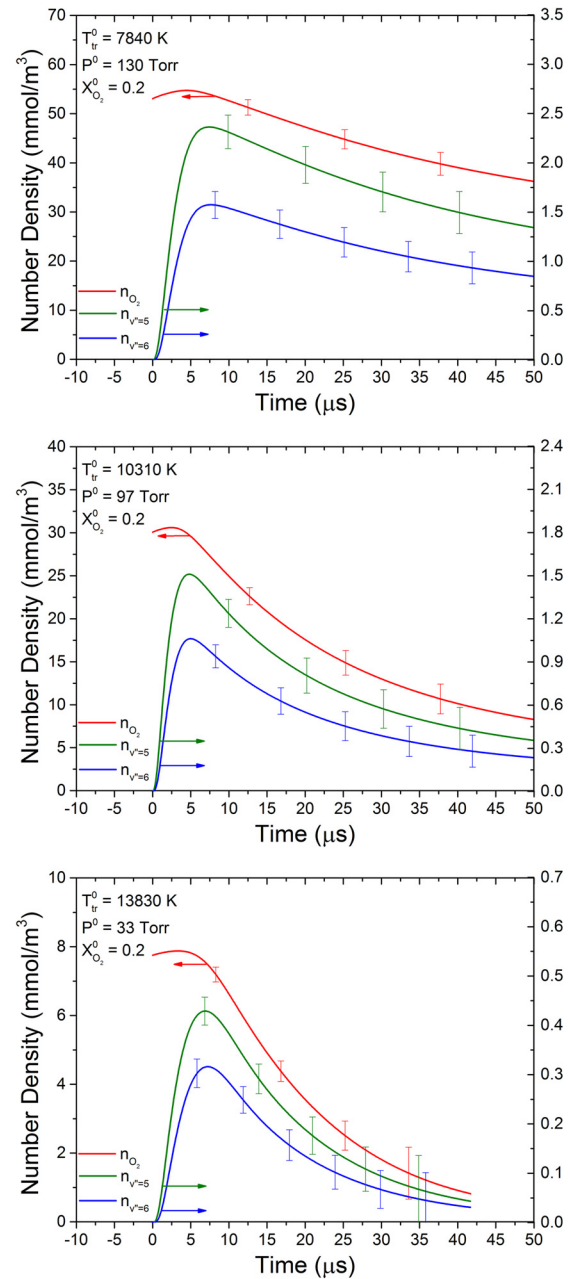 T⁰tr = 7840 K
P⁰ = 130 Torr
X⁰O₂ = 0.2
Number Density (mmol/m³)
70
60
50
40
30
20
10
0
3.5
3.0
2.5
2.0
1.5
1.0
0.5
0.0
nO₂
nv"=5
nv"=6
-10 -5 0 5 10 15 20 25 30 35 40 45 50
Time (μs)
T⁰tr = 10310 K
P⁰ = 97 Torr
X⁰O₂ = 0.2
Number Density (mmol/m³)
40
35
30
25
20
15
10
5
0
2.4
2.1
1.8
1.5
1.2
0.9
0.6
0.3
0.0
nO₂
nv"=5
nv"=6
-10 -5 0 5 10 15 20 25 30 35 40 45 50
Time (μs)
T⁰tr = 13830 K
P⁰ = 33 Torr
X⁰O₂ = 0.2
Number Density (mmol/m³)
10
8
6
4
2
0
0.7
0.6
0.5
0.4
0.3
0.2
0.1
0.0
nO₂
nv"=5
nv"=6
-10 -5 0 5 10 15 20 25 30 35 40 45 50
Time (μs)